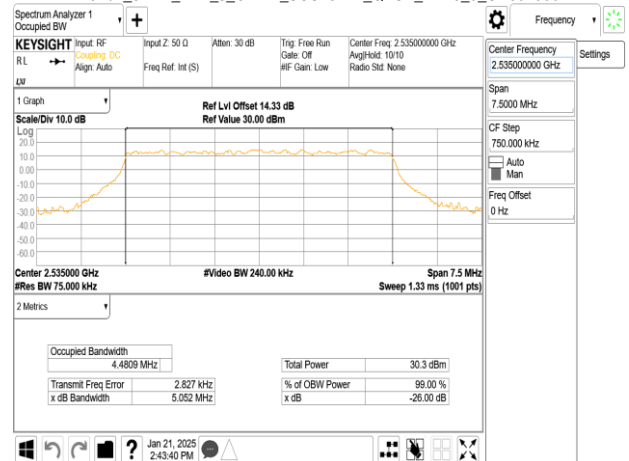 Spectrum Analyzer 1
Occupied BW
Frequency
KEYSIGHT
Input: RF
Coupling: DC
Align: Auto
Input Z: 50 Ω
Freq Ref: Int (S)
Atten: 30 dB
Trig: Free Run
Gate: Off
#IF Gain: Low
Center Freq: 2.535000000 GHz
Avg|Hold: 10/10
Radio Std: None
RL
LXI
Center Frequency
2.535000000 GHz
Settings
Span
7.5000 MHz
CF Step
750.000 kHz
Auto
Man
Freq Offset
0 Hz
1 Graph
Scale/Div 10.0 dB
Ref Lvl Offset 14.33 dB
Ref Value 30.00 dBm
Log
20.0
10.0
0.00
-10.0
-20.0
-30.0
-40.0
-50.0
-60.0
Center 2.535000 GHz
#Res BW 75.000 kHz
#Video BW 240.00 kHz
Span 7.5 MHz
Sweep 1.33 ms (1001 pts)
2 Metrics
Occupied Bandwidth
4.4809 MHz
Transmit Freq Error 2.827 kHz
x dB Bandwidth 5.052 MHz
Total Power 30.3 dBm
% of OBW Power 99.00 %
x dB -26.00 dB
?
Jan 21, 2025
2:43:40 PM